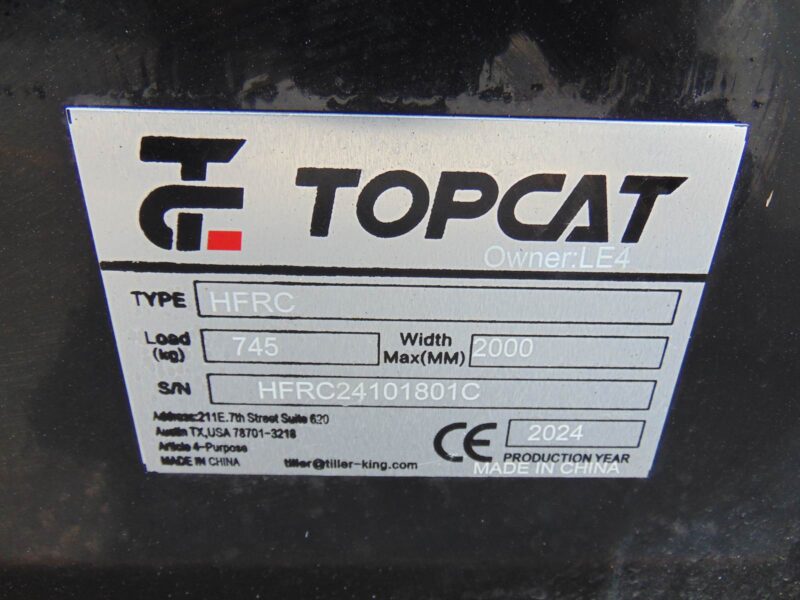 TOPCAT
Owner:LE4
TYPE HFRC
Load (kg) 745 Width Max(MM) 2000
S/N HFRC24101801C
Address:211E.7th Street Suite 620
Austin TX,USA 78701-3218
Article 4-Purpose
MADE IN CHINA tiller@tiller-king.com
CE 2024
PRODUCTION YEAR
MADE IN CHINA